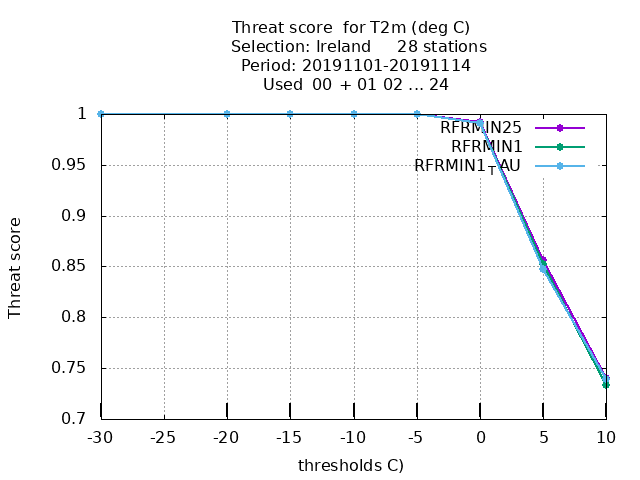 Threat score  for T2m (deg C)
Selection: Ireland     28 stations
Period: 20191101-20191114
Used  00 + 01 02 ... 24
RFRMIN25
RFRMIN1
RFRMIN1TAU
1
0.95
0.9
0.85
0.8
0.75
0.7
Threat score
-30 -25 -20 -15 -10 -5 0 5 10
thresholds C)